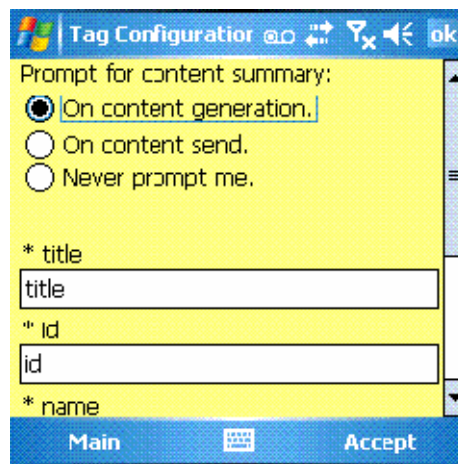 Tag Configuration ok
Prompt for content summary:
On content generation.
On content send.
Never prompt me.
* title
title
* id
id
* name
Main Accept